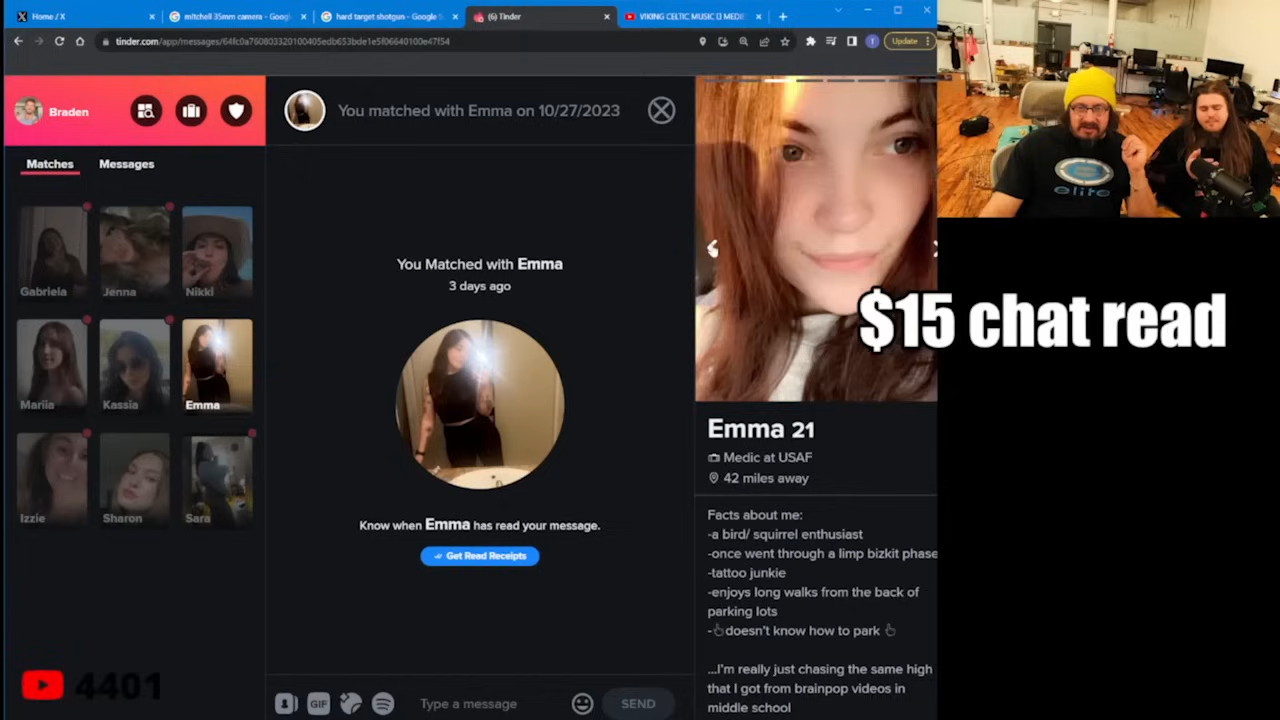 Home / X
mitchell 35mm camera - Goog
hard target shotgun - Google S
(6) Tinder
VIKING CELTIC MUSIC
tinder.com/app/messages/64fc0a760803320100405edb653bde1e5f06640100e47f54
Update
Braden
You matched with Emma on 10/27/2023
Matches
Messages
Gabriela
Jenna
Nikki
Mariia
Kassia
Emma
Izzie
Sharon
Sara
You Matched with Emma
3 days ago
Know when Emma has read your message.
Get Read Receipts
GIF
Type a message
SEND
Emma 21
Medic at USAF
42 miles away
Facts about me:
-a bird/ squirrel enthusiast
-once went through a limp bizkit phase
-tattoo junkie
-enjoys long walks from the back of
parking lots
-👆doesn't know how to park 👆
...I'm really just chasing the same high
that I got from brainpop videos in
middle school
elite
$15 chat read
4401